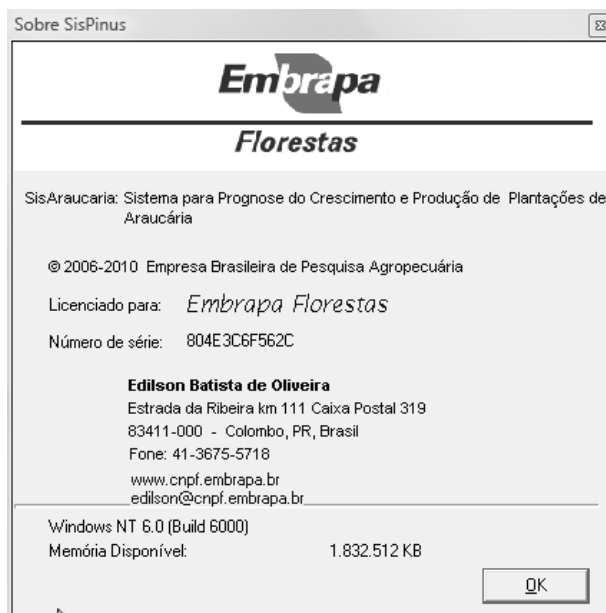 Sobre SisPinus
Embrapa
Florestas
SisAraucaria: Sistema para Prognose do Crescimento e Produção de Plantações de
Araucária
© 2006-2010 Empresa Brasileira de Pesquisa Agropecuária
Licenciado para: Embrapa Florestas
Número de série: 804E3C6F562C
Edilson Batista de Oliveira
Estrada da Ribeira km 111 Caixa Postal 319
83411-000 - Colombo, PR, Brasil
Fone: 41-3675-5718
www.cnpf.embrapa.br
edilson@cnpf.embrapa.br
Windows NT 6.0 (Build 6000)
Memória Disponível: 1.832.512 KB
OK